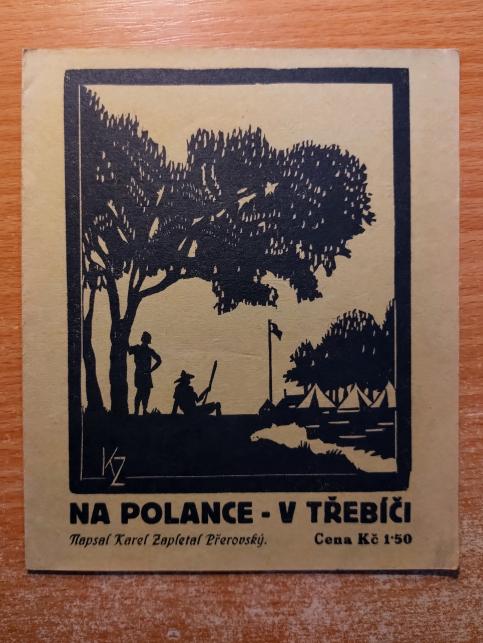 KZ
NA POLANCE - V TŘEBÍČI
Napsal Karel Zapletal Přerovský. Cena Kč 1·50